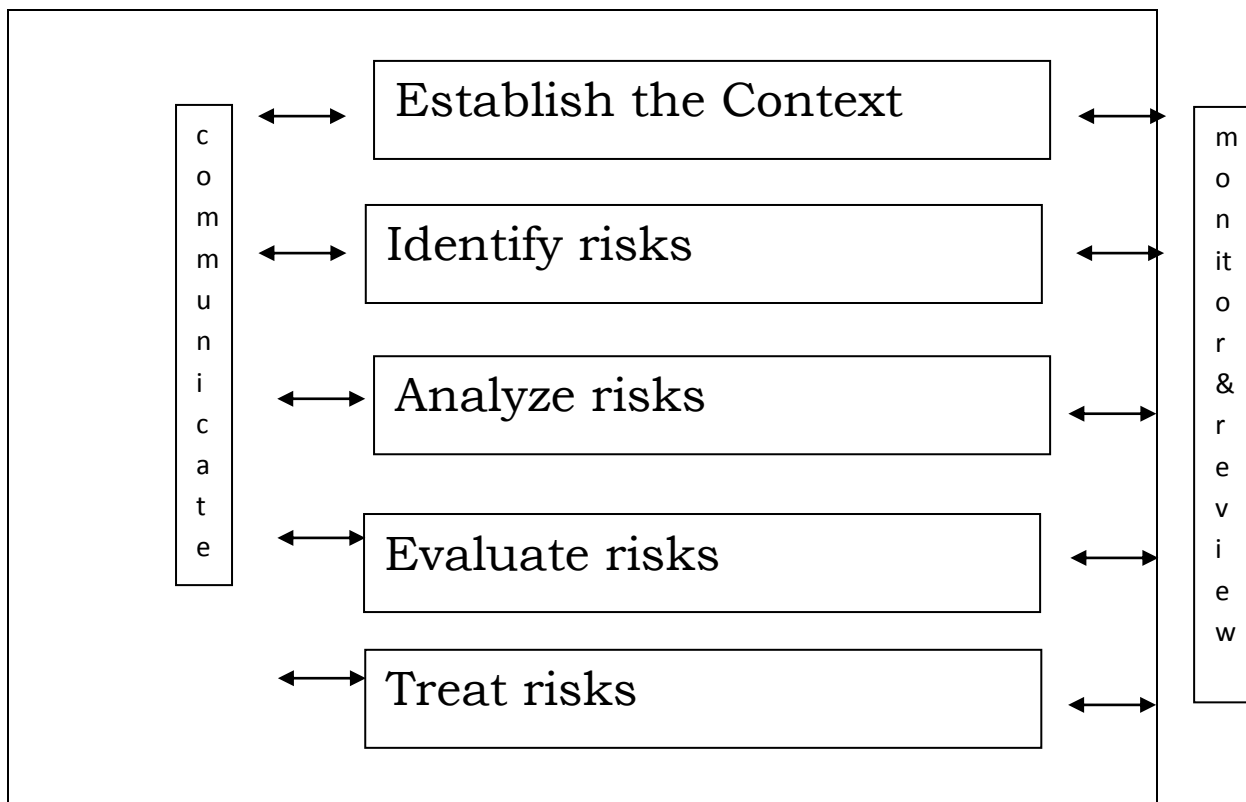 Establish the Context
Identify risks
Analyze risks
Evaluate risks
Treat risks
c
o
m
m
u
n
i
c
a
t
e
m
o
n
it
o
r
&
r
e
v
i
e
w